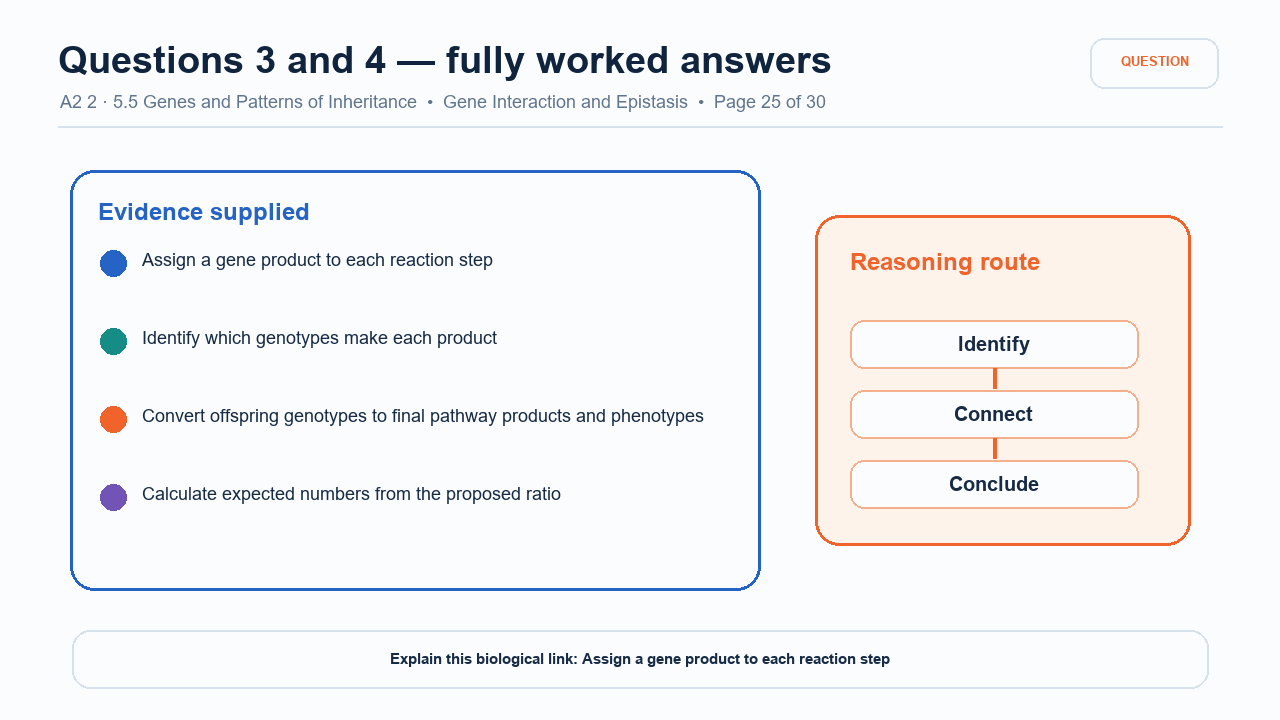 Questions 3 and 4 — fully worked answers
QUESTION
A2 2 · 5.5 Genes and Patterns of Inheritance • Gene Interaction and Epistasis • Page 25 of 30
Evidence supplied
Assign a gene product to each reaction step
Identify which genotypes make each product
Convert offspring genotypes to final pathway products and phenotypes
Calculate expected numbers from the proposed ratio
Reasoning route
Identify
Connect
Conclude
Explain this biological link: Assign a gene product to each reaction step